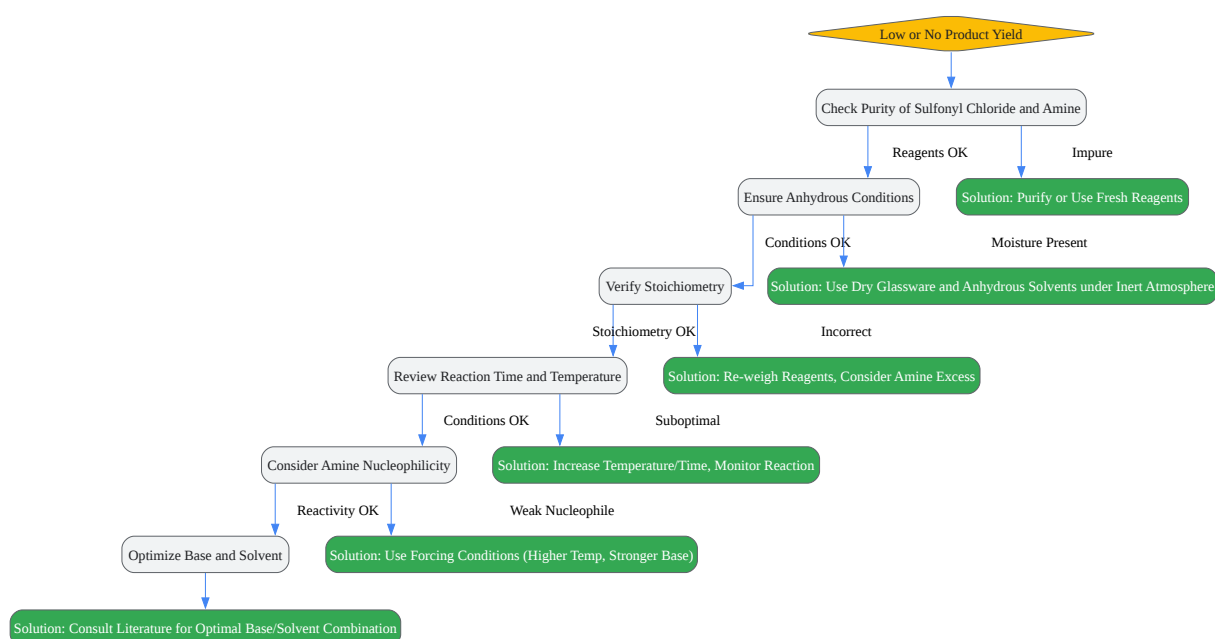 Low or No Product Yield
Check Purity of Sulfonyl Chloride and Amine
Reagents OK
Impure
Ensure Anhydrous Conditions
Solution: Purify or Use Fresh Reagents
Conditions OK
Moisture Present
Verify Stoichiometry
Solution: Use Dry Glassware and Anhydrous Solvents under Inert Atmosphere
Stoichiometry OK
Incorrect
Review Reaction Time and Temperature
Solution: Re-weigh Reagents, Consider Amine Excess
Conditions OK
Suboptimal
Consider Amine Nucleophilicity
Solution: Increase Temperature/Time, Monitor Reaction
Reactivity OK
Weak Nucleophile
Optimize Base and Solvent
Solution: Use Forcing Conditions (Higher Temp, Stronger Base)
Solution: Consult Literature for Optimal Base/Solvent Combination